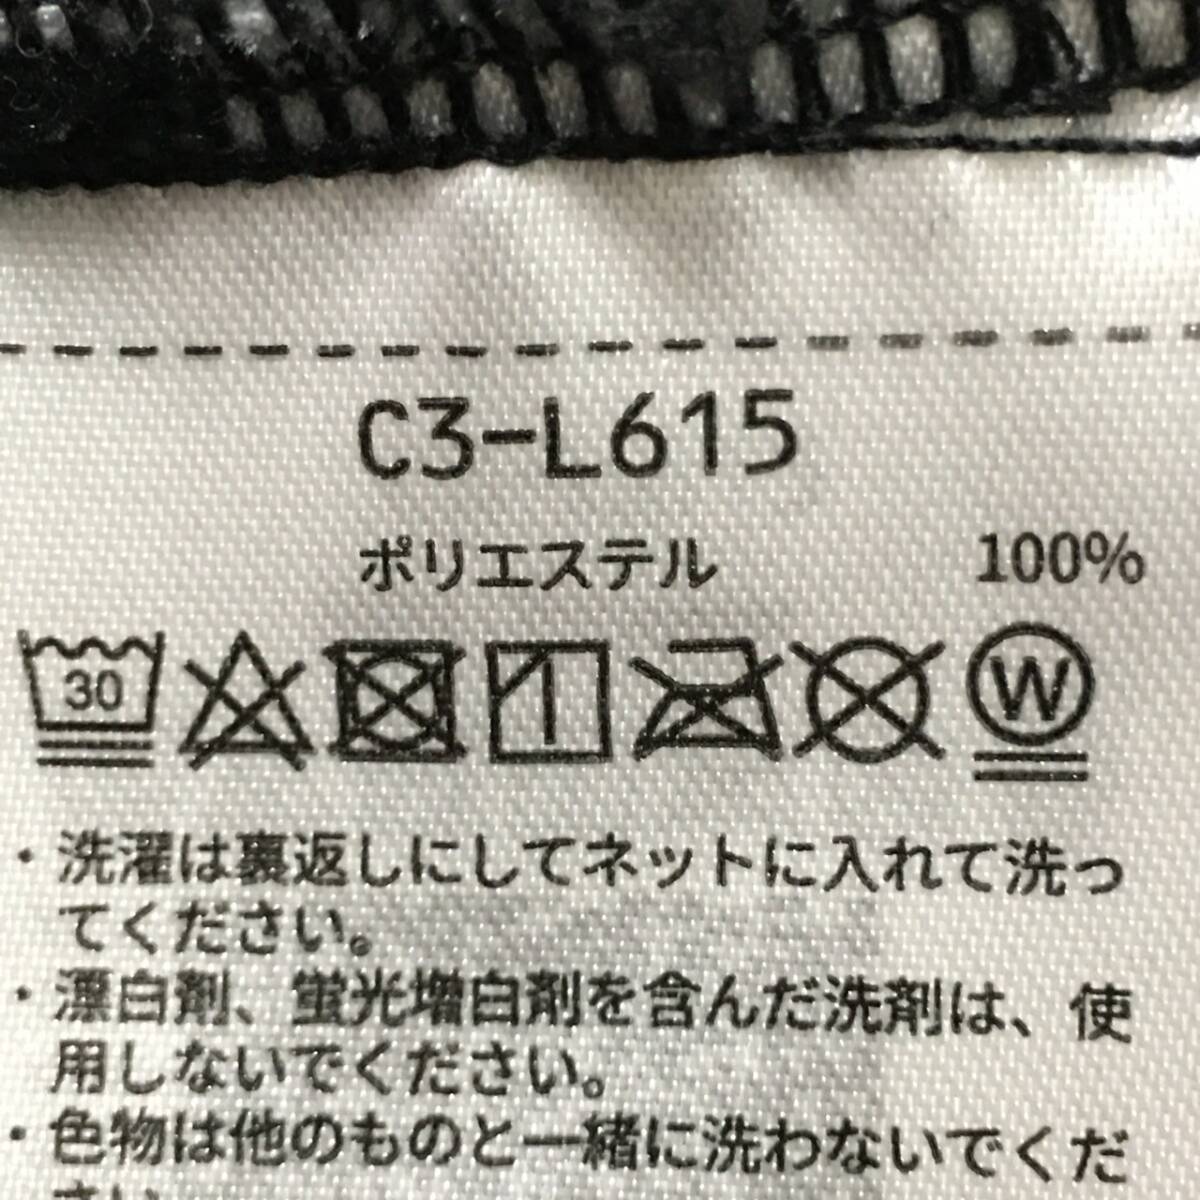 C3-L615
ポリエステル 100%
30 W
・洗濯は裏返しにしてネットに入れて洗っ
てください。
・漂白剤、蛍光増白剤を含んだ洗剤は、使
用しないでください。
・色物は他のものと一緒に洗わないでくだ
さい